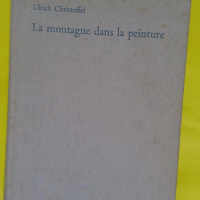 Ulrich Christoffel
La montagne dans la peinture